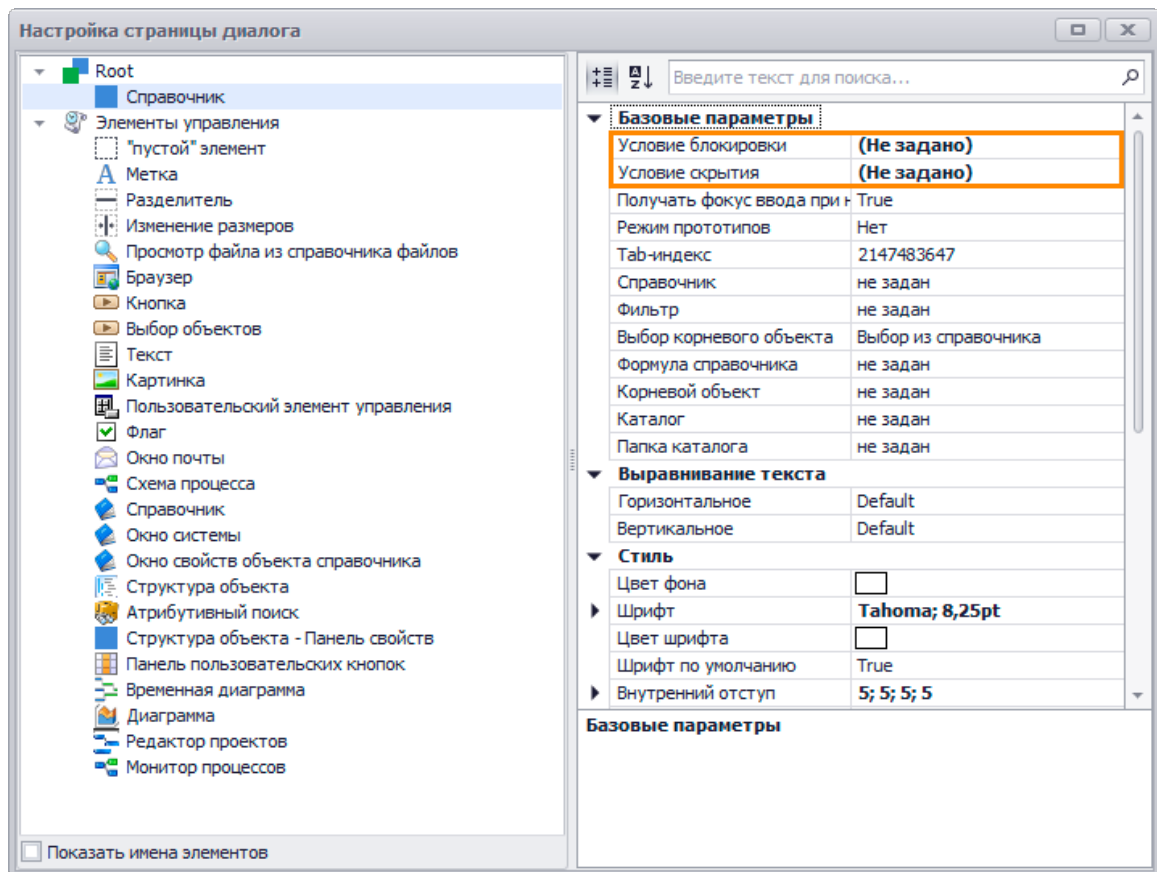 Настройка страницы диалога
Root
Справочник
Элементы управления
"пустой" элемент
Метка
Разделитель
Изменение размеров
Просмотр файла из справочника файлов
Браузер
Кнопка
Выбор объектов
Текст
Картинка
Пользовательский элемент управления
Флаг
Окно почты
Схема процесса
Справочник
Окно системы
Окно свойств объекта справочника
Структура объекта
Атрибутивный поиск
Структура объекта - Панель свойств
Панель пользовательских кнопок
Временная диаграмма
Диаграмма
Редактор проектов
Монитор процессов
Показать имена элементов
Введите текст для поиска...
Базовые параметры
Условие блокировки (Не задано)
Условие скрытия (Не задано)
Получать фокус ввода при н True
Режим прототипов Нет
Tab-индекс 2147483647
Справочник не задан
Фильтр не задан
Выбор корневого объекта Выбор из справочника
Формула справочника не задан
Корневой объект не задан
Каталог не задан
Папка каталога не задан
Выравнивание текста
Горизонтальное Default
Вертикальное Default
Стиль
Цвет фона
Шрифт Tahoma; 8,25pt
Цвет шрифта
Шрифт по умолчанию True
Внутренний отступ 5; 5; 5; 5
Базовые параметры